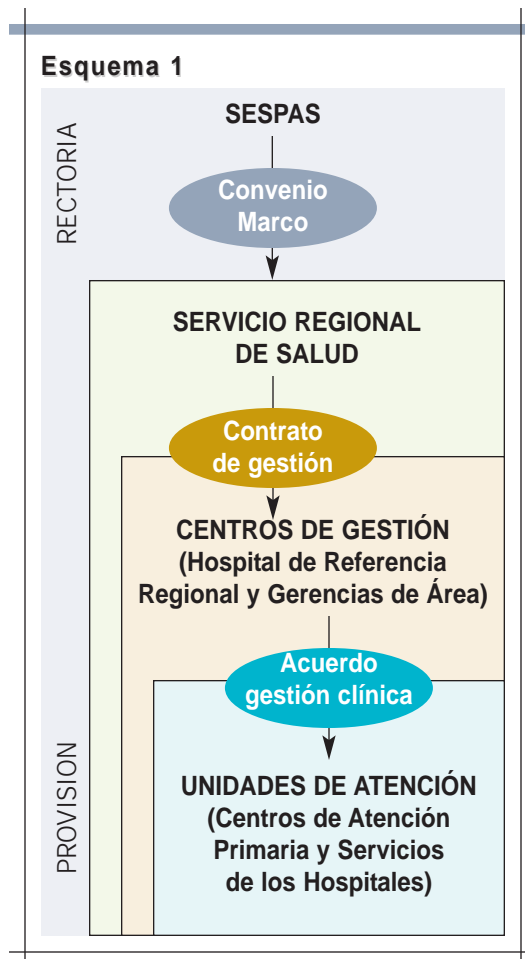 Esquema 1
RECTORIA
SESPAS
Convenio
Marco
SERVICIO REGIONAL
DE SALUD
Contrato
de gestión
CENTROS DE GESTIÓN
(Hospital de Referencia
Regional y Gerencias de Área)
Acuerdo
gestión clínica
PROVISION
UNIDADES DE ATENCIÓN
(Centros de Atención
Primaria y Servicios
de los Hospitales)